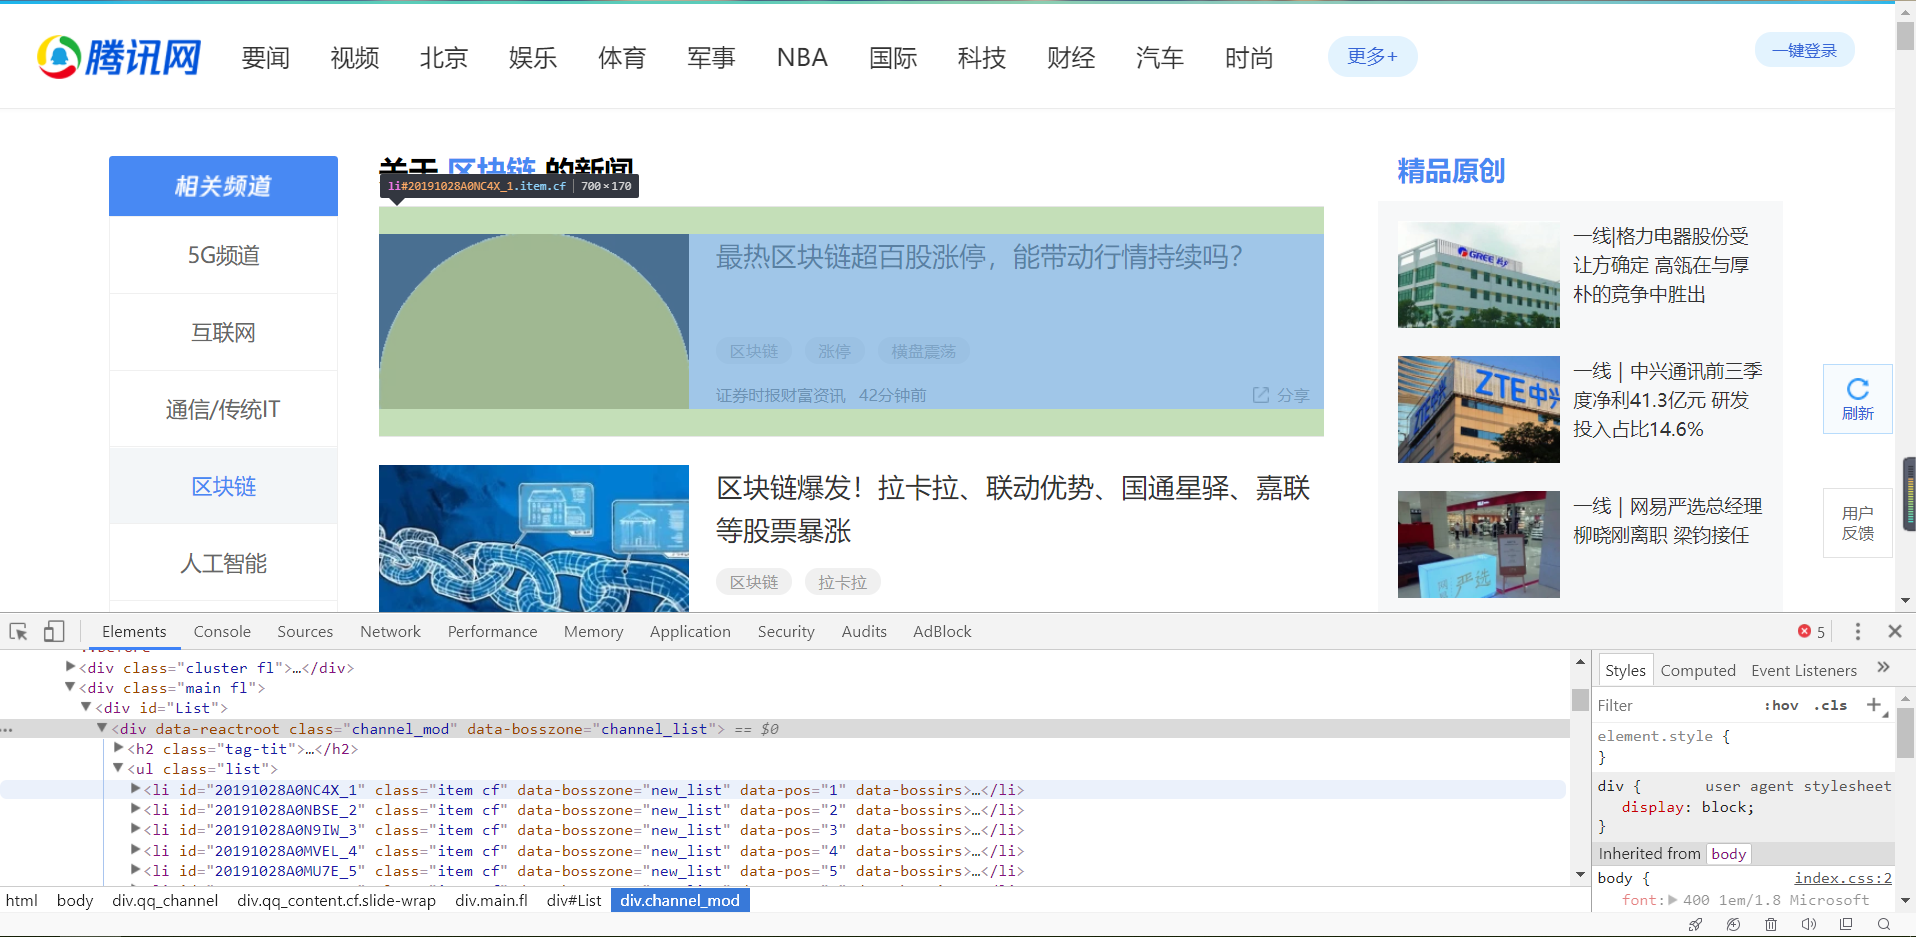 腾讯网 要闻 视频 北京 娱乐 体育 军事 NBA 国际 科技 财经 汽车 时尚 更多+ 一键登录
相关频道
5G频道
互联网
通信/传统IT
区块链
人工智能
关于 区块链 的新闻
li#20191028A0NC4X_1.item.cf | 700×170
最热区块链超百股涨停，能带动行情持续吗？
区块链 涨停 横盘震荡
证券时报财富资讯 42分钟前 分享
区块链爆发！拉卡拉、联动优势、国通星驿、嘉联
等股票暴涨
区块链 拉卡拉
精品原创
GREE
一线|格力电器股份受
让方确定 高瓴在与厚
朴的竞争中胜出
ZTE中兴
一线｜中兴通讯前三季
度净利41.3亿元 研发
投入占比14.6%
严选
一线｜网易严选总经理
柳晓刚离职 梁钧接任
刷新
用户
反馈
Elements Console Sources Network Performance Memory Application Security Audits AdBlock 5
<div class="cluster fl">…</div>
<div class="main fl">
<div id="List">
… <div data-reactroot class="channel_mod" data-bosszone="channel_list"> == $0
<h2 class="tag-tit">…</h2>
<ul class="list">
<li id="20191028A0NC4X_1" class="item cf" data-bosszone="new_list" data-pos="1" data-bossirs>…</li>
<li id="20191028A0NBSE_2" class="item cf" data-bosszone="new_list" data-pos="2" data-bossirs>…</li>
<li id="20191028A0N9IW_3" class="item cf" data-bosszone="new_list" data-pos="3" data-bossirs>…</li>
<li id="20191028A0MVEL_4" class="item cf" data-bosszone="new_list" data-pos="4" data-bossirs>…</li>
<li id="20191028A0MU7E_5" class="item cf" data-bosszone="new_list" data-pos="5" data-bossirs>…</li>
html body div.qq_channel div.qq_content.cf.slide-wrap div.main.fl div#List div.channel_mod
Styles Computed Event Listeners »
Filter :hov .cls +
element.style {
}
div { user agent stylesheet
display: block;
}
Inherited from body
body { index.css:2
font: 400 1em/1.8 Microsoft